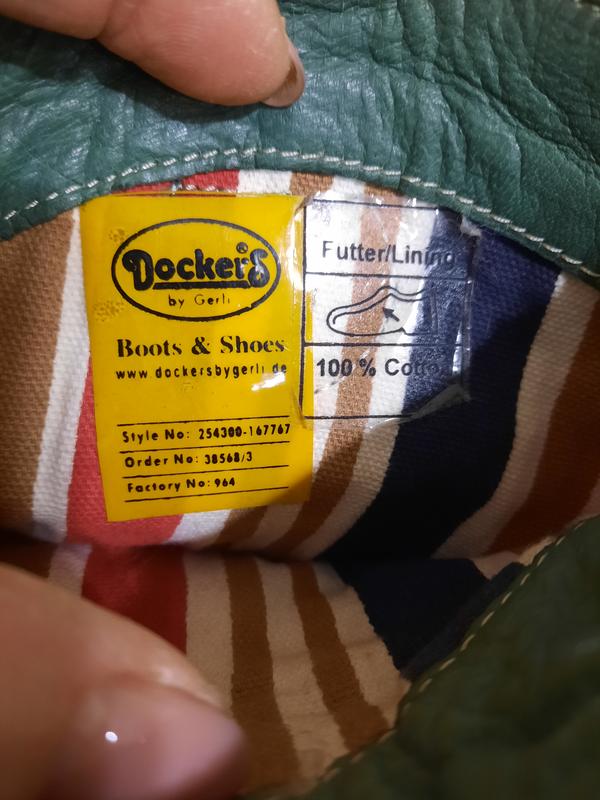 Dockers®
by Gerli
Boots & Shoes
www.dockersbygerli.de
Style No: 254300-167767
Order No: 38568/3
Factory No: 964
Futter/Lining
100 % Cotton